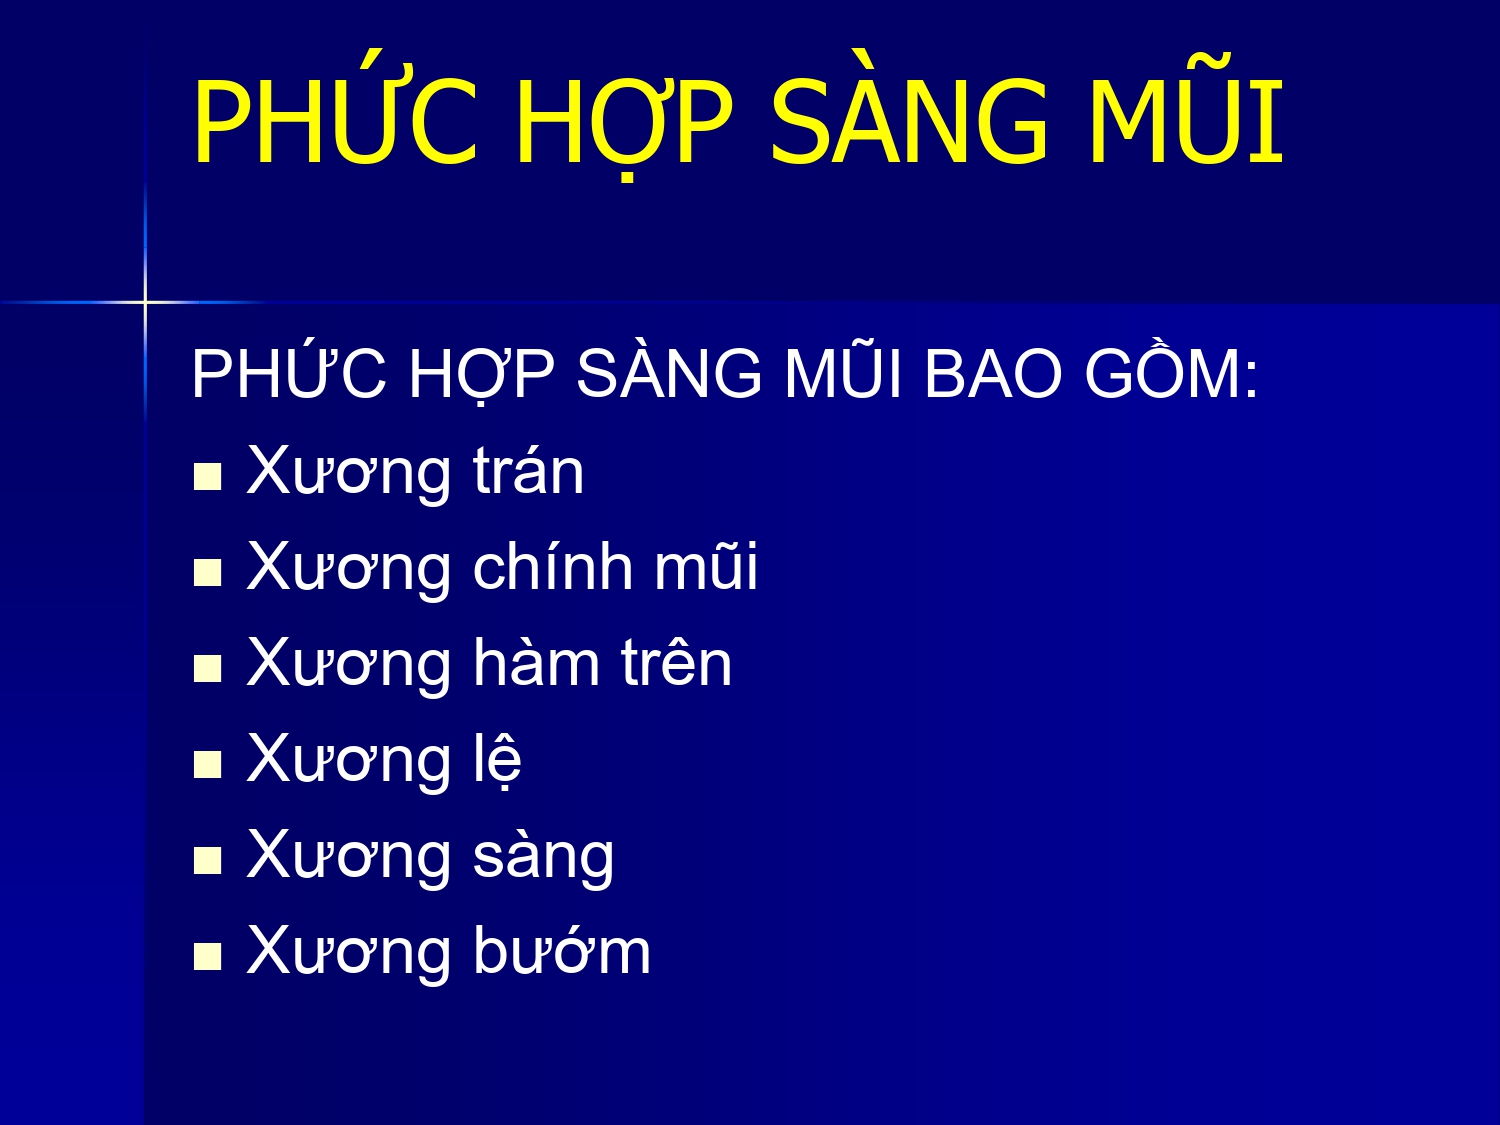 PHỨC HỢP SÀNG MŨI
PHỨC HỢP SÀNG MŨI BAO GỒM:
Xương trán
Xương chính mũi
Xương hàm trên
Xương lệ
Xương sàng
Xương bướm